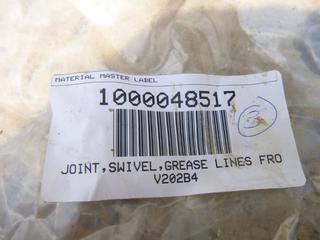 MATERIAL MASTER LABEL
1000048517
JOINT,SWIVEL,GREASE LINES FRO
V202B4